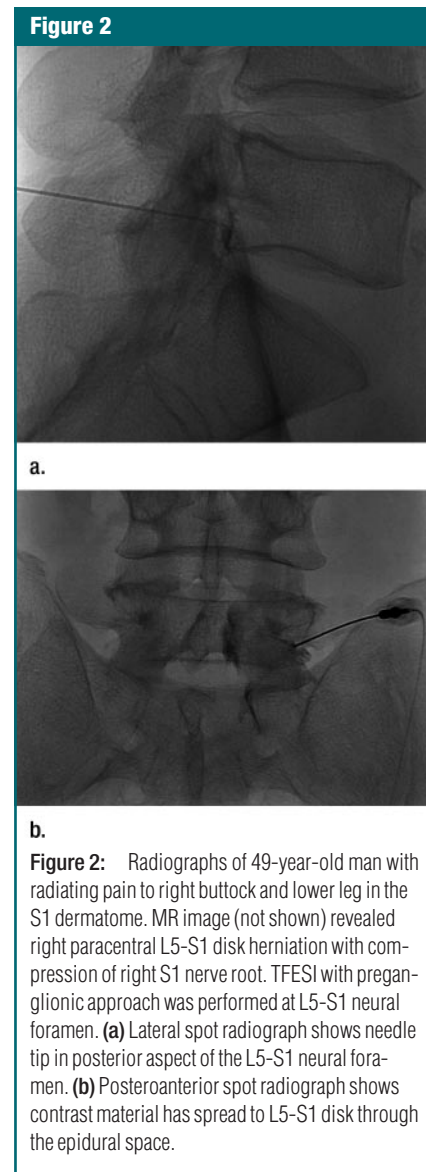 Figure 2
a.
b.
Figure 2: Radiographs of 49-year-old man with
radiating pain to right buttock and lower leg in the
S1 dermatome. MR image (not shown) revealed
right paracentral L5-S1 disk herniation with com-
pression of right S1 nerve root. TFESI with pregan-
glionic approach was performed at L5-S1 neural
foramen. (a) Lateral spot radiograph shows needle
tip in posterior aspect of the L5-S1 neural fora-
men. (b) Posteroanterior spot radiograph shows
contrast material has spread to L5-S1 disk through
the epidural space.